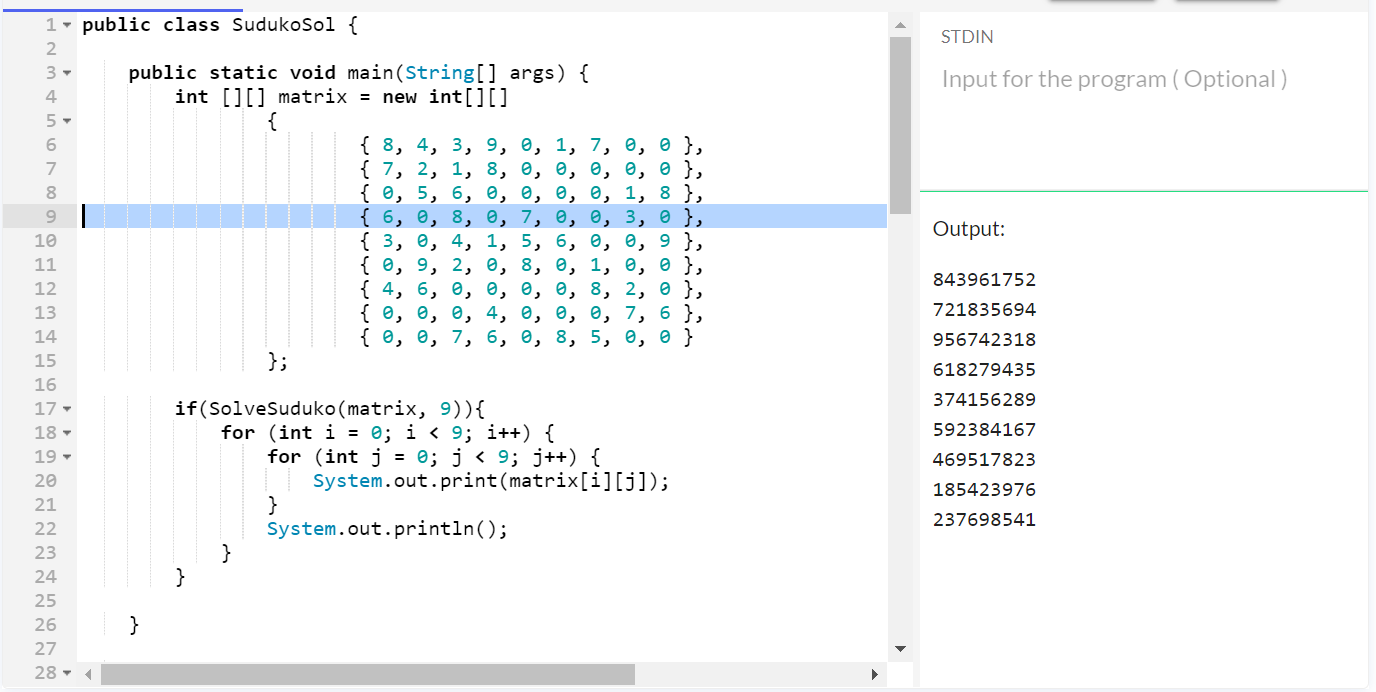 1 public class SudukoSol {
2
3     public static void main(String[] args) {
4         int [][] matrix = new int[][]
5                 {
6                         { 8, 4, 3, 9, 0, 1, 7, 0, 0 },
7                         { 7, 2, 1, 8, 0, 0, 0, 0, 0 },
8                         { 0, 5, 6, 0, 0, 0, 0, 1, 8 },
9                         { 6, 0, 8, 0, 7, 0, 0, 3, 0 },
10                         { 3, 0, 4, 1, 5, 6, 0, 0, 9 },
11                         { 0, 9, 2, 0, 8, 0, 1, 0, 0 },
12                         { 4, 6, 0, 0, 0, 0, 8, 2, 0 },
13                         { 0, 0, 0, 4, 0, 0, 0, 7, 6 },
14                         { 0, 0, 7, 6, 0, 8, 5, 0, 0 }
15                 };
16
17         if(SolveSuduko(matrix, 9)){
18             for (int i = 0; i < 9; i++) {
19                 for (int j = 0; j < 9; j++) {
20                     System.out.print(matrix[i][j]);
21                 }
22                 System.out.println();
23             }
24         }
25
26     }
27
28
STDIN
Input for the program ( Optional )
Output:
843961752
721835694
956742318
618279435
374156289
592384167
469517823
185423976
237698541